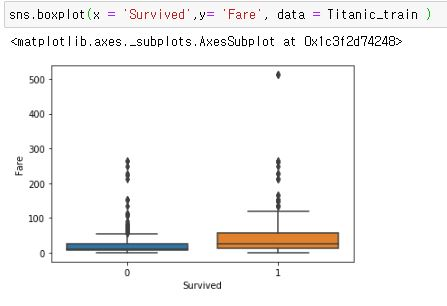 sns.boxplot(x = 'Survived',y= 'Fare', data = Titanic_train )
<matplotlib.axes._subplots.AxesSubplot at 0x1c3f2d74248>
500
400
300
200
100
0
Fare
0
1
Survived